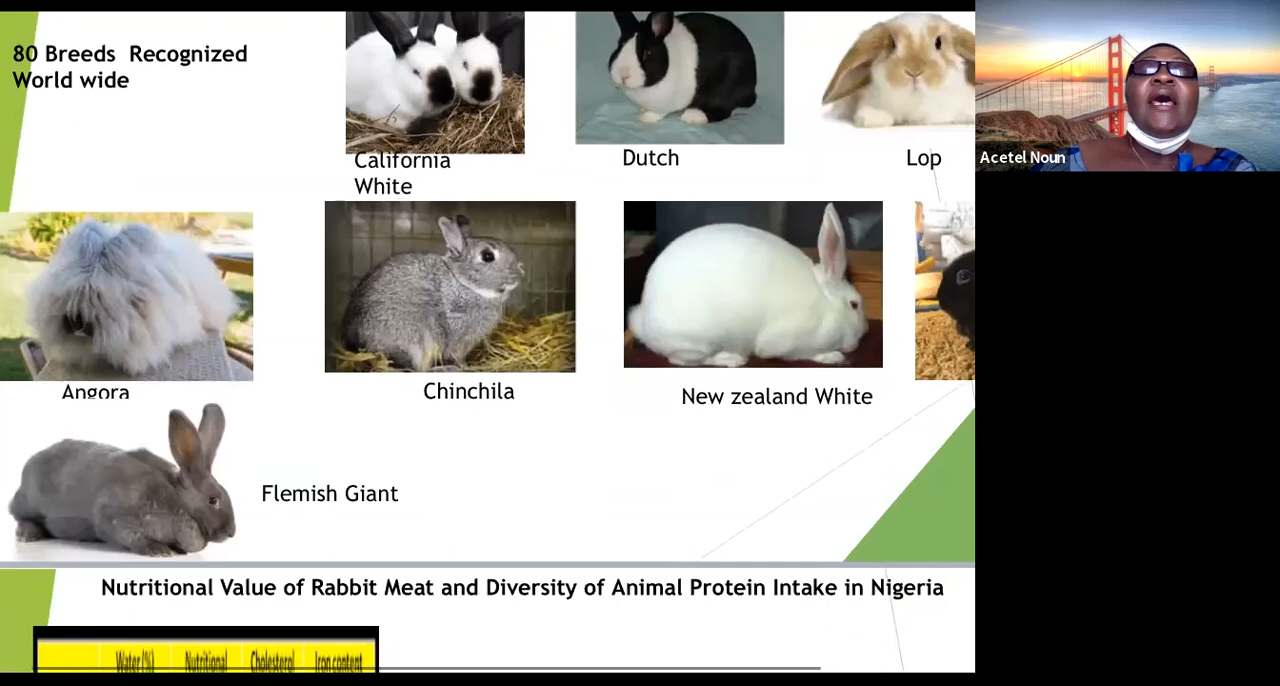 80 Breeds Recognized
World wide
California
White
Dutch
Lop
Acetel Noun
Angora
Chinchila
New zealand White
Flemish Giant
Nutritional Value of Rabbit Meat and Diversity of Animal Protein Intake in Nigeria
Water (%) Nutritional Cholesterol Iron content